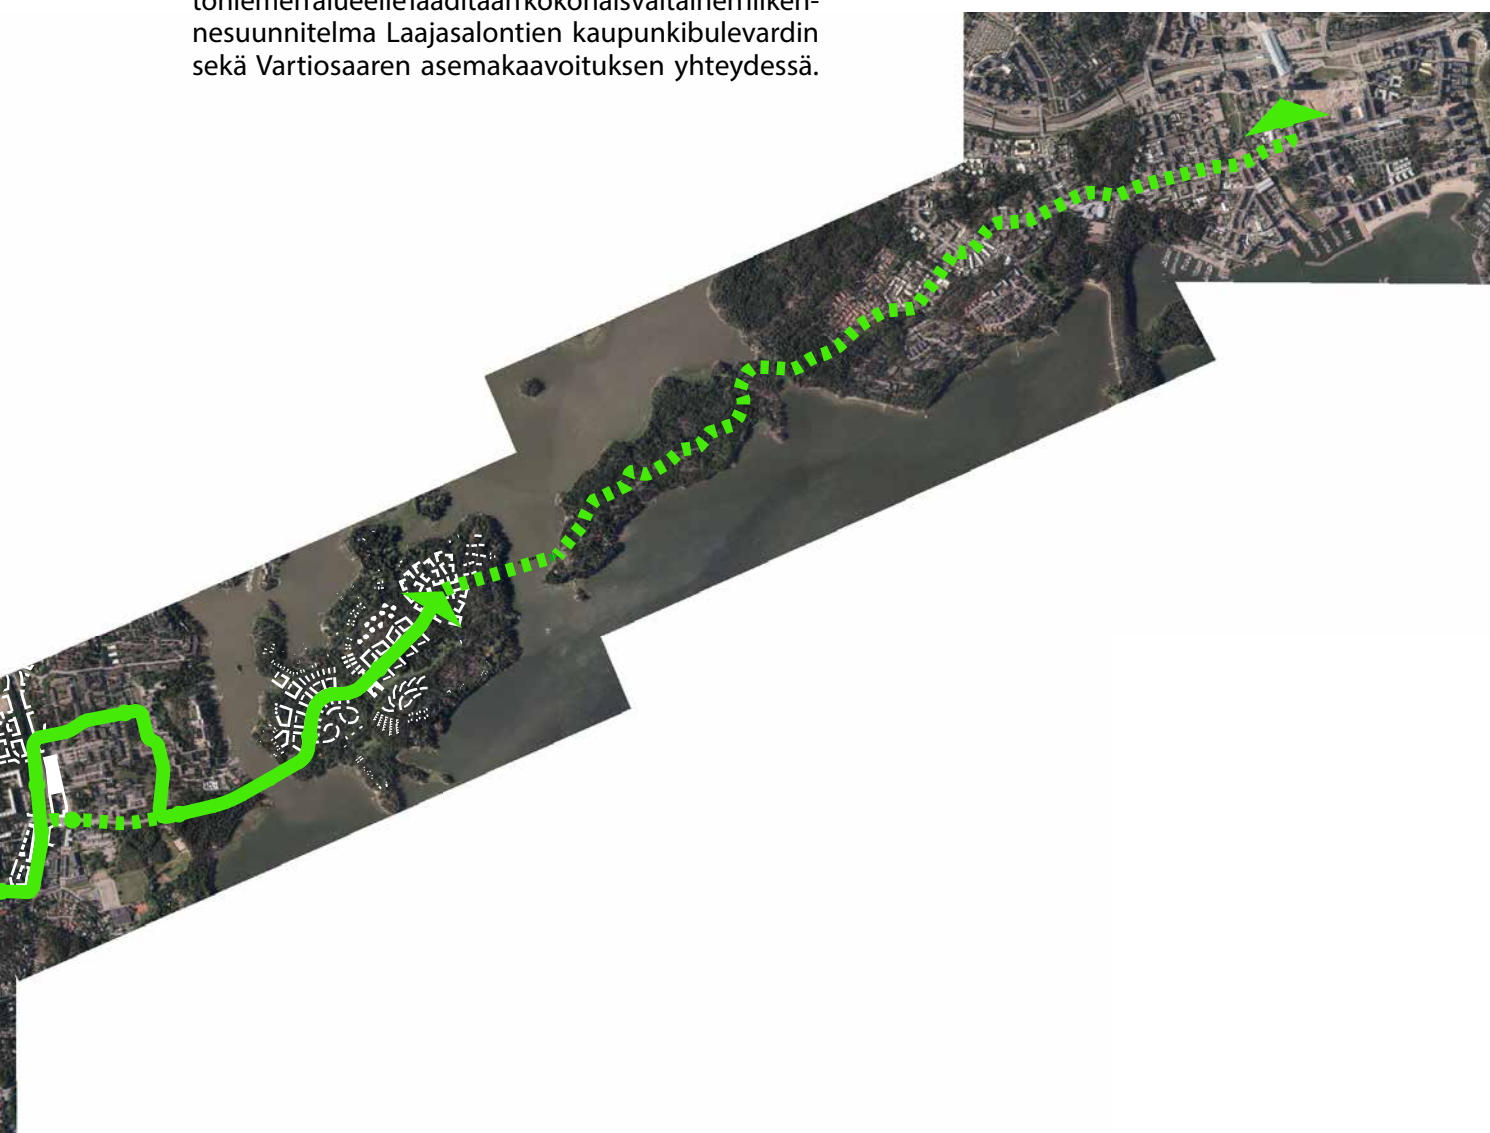 nesuunnitelma Laajasalontien kaupunkibulevardin
sekä Vartiosaaren asemakaavoituksen yhteydessä.